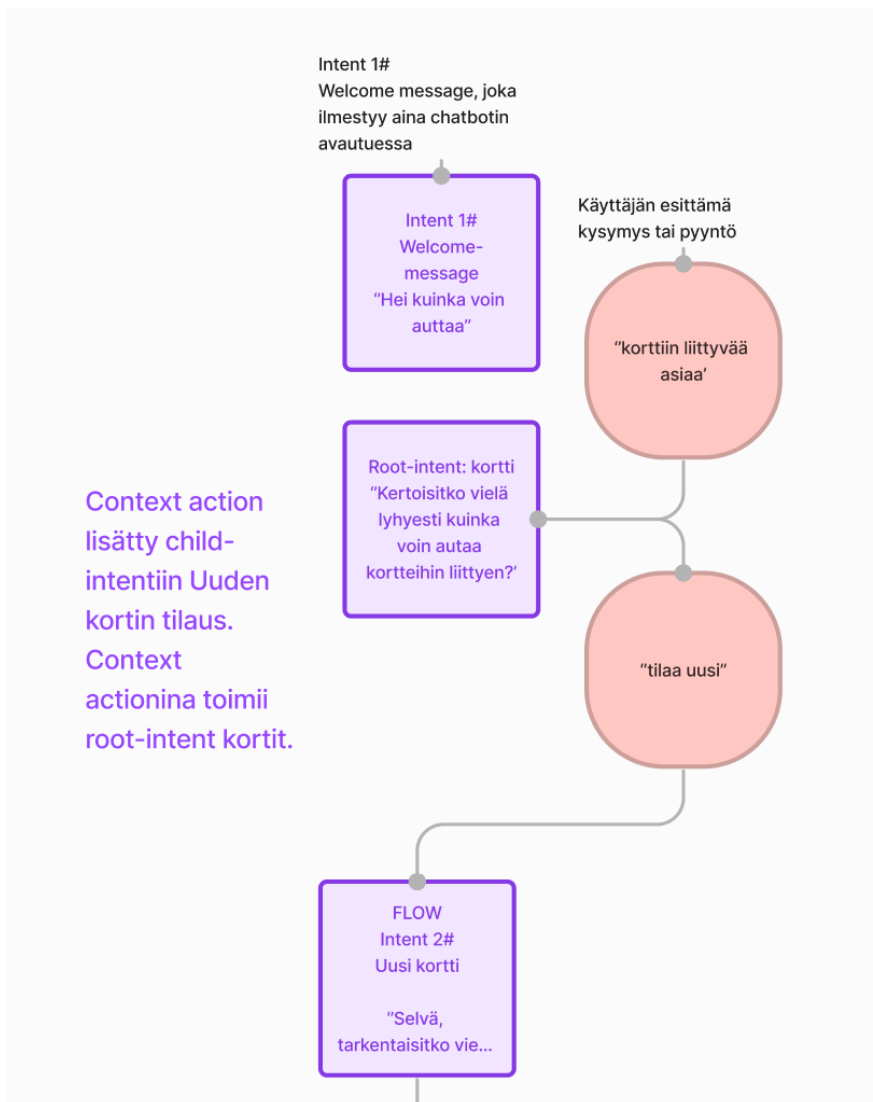 Intent 1#
Welcome message, joka
ilmestyy aina chatbotin
avautuessa
Intent 1#
Welcome-
message
“Hei kuinka voin
auttaa”
Käyttäjän esittämä
kysymys tai pyyntö
“korttiin liittyvää
asiaa’
Root-intent: kortti
“Kertoisitko vielä
lyhyesti kuinka
voin autaa
kortteihin liittyen?’
Context action
lisätty child-
intentiin Uuden
kortin tilaus.
Context
actionina toimii
root-intent kortit.
“tilaa uusi”
FLOW
Intent 2#
Uusi kortti
“Selvä,
tarkentaisitko vie...